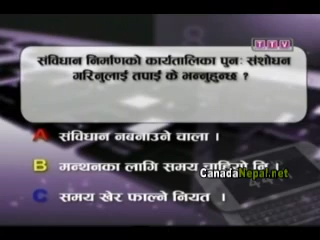 TTV
संविधान निर्माणको कार्यतालिका पुनः संशोधन
गरिनुलाई तपाईं के भन्नुहुन्छ ?
A संविधान नबनाउने चाला ।
B मन्थनका लागि समय चाहियो नि ।
CanadaNepal.net
C समय खेर फाल्ने नियत ।